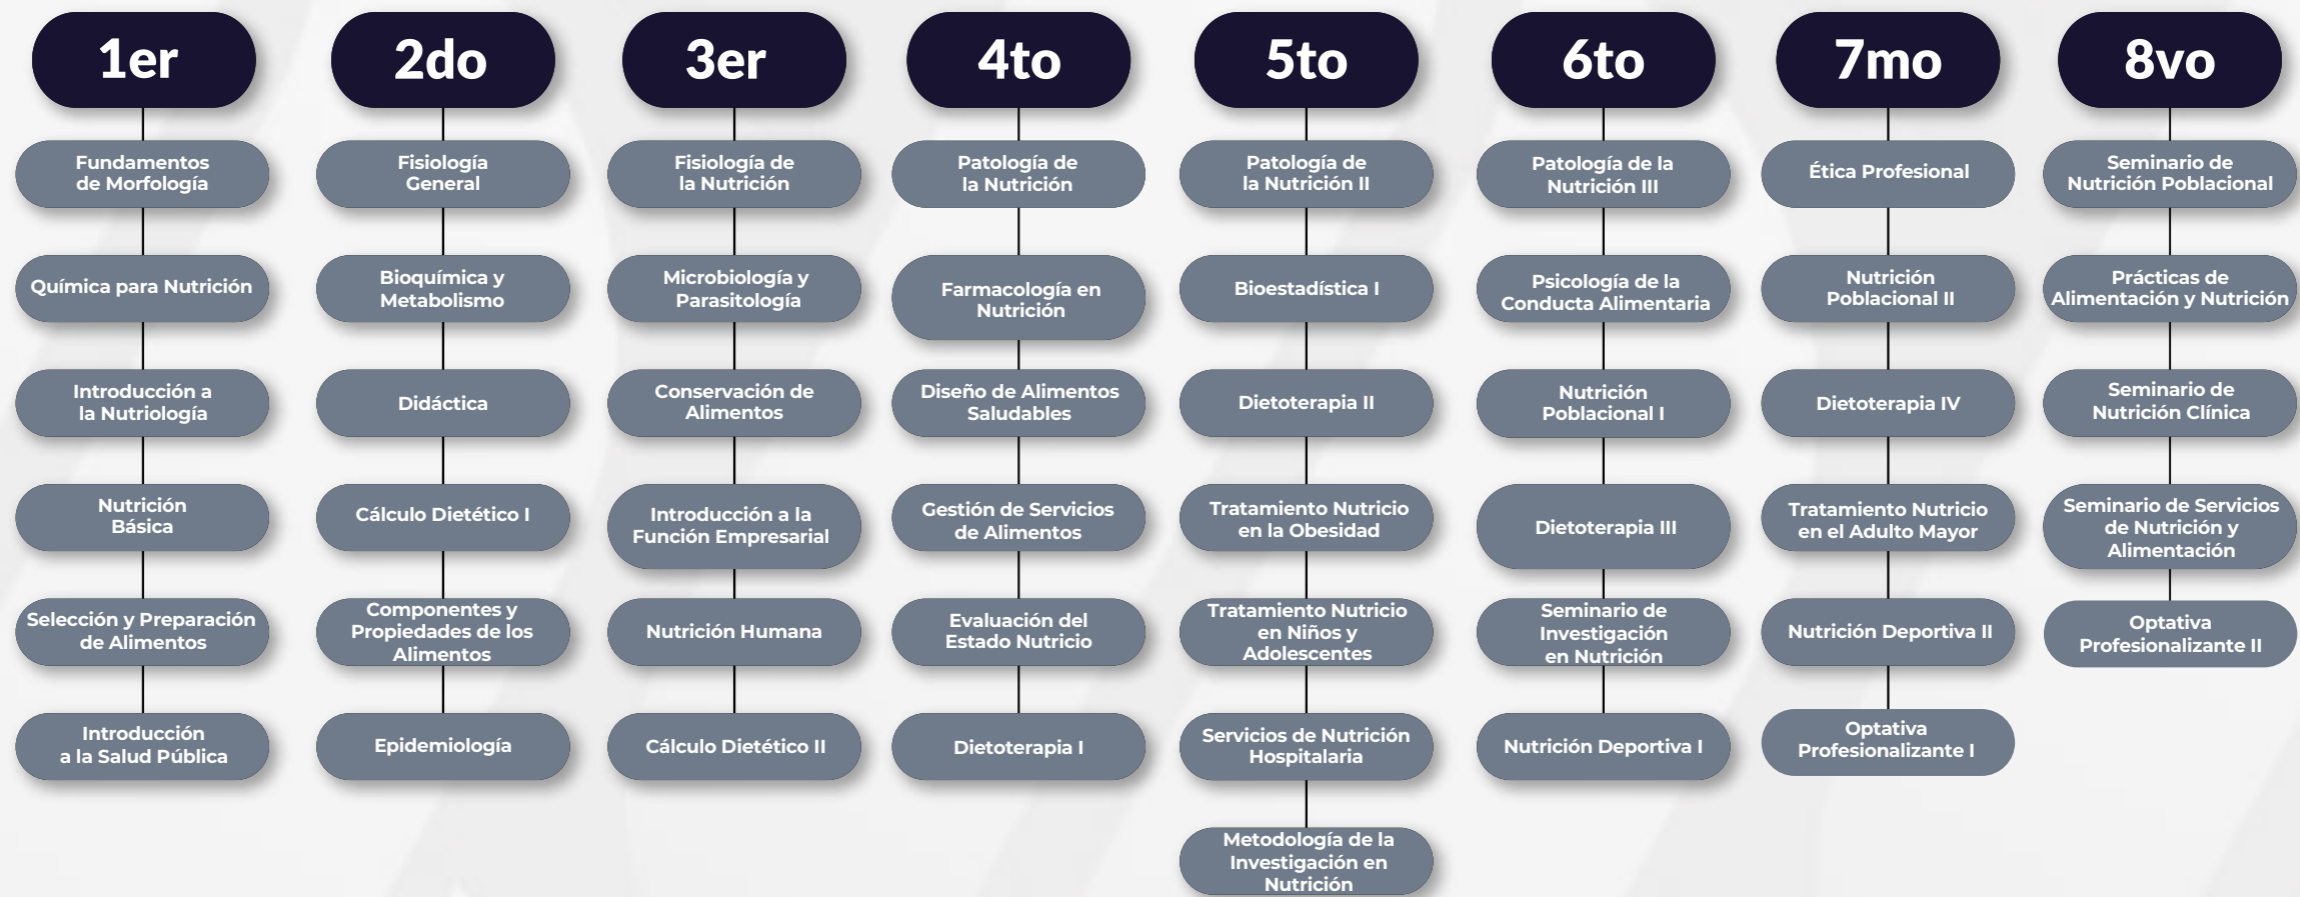 1er
Fundamentos
de Morfología
Química para Nutrición
Introducción a
la Nutriología
Nutrición
Básica
Selección y Preparación
de Alimentos
Introducción
a la Salud Pública
2do
Fisiología
General
Bioquímica y
Metabolismo
Didáctica
Cálculo Dietético I
Componentes y
Propiedades de los
Alimentos
Epidemiología
3er
Fisiología de
la Nutrición
Microbiología y
Parasitología
Conservación de
Alimentos
Introducción a la
Función Empresarial
Nutrición Humana
Cálculo Dietético II
4to
Patología de
la Nutrición
Farmacología en
Nutrición
Diseño de Alimentos
Saludables
Gestión de Servicios
de Alimentos
Evaluación del
Estado Nutricio
Dietoterapia I
5to
Patología de
la Nutrición II
Bioestadística I
Dietoterapia II
Tratamiento Nutricio
en la Obesidad
Tratamiento Nutricio
en Niños y
Adolescentes
Servicios de Nutrición
Hospitalaria
Metodología de la
Investigación en
Nutrición
6to
Patología de la
Nutrición III
Psicología de la
Conducta Alimentaria
Nutrición
Poblacional I
Dietoterapia III
Seminario de
Investigación
en Nutrición
Nutrición Deportiva I
7mo
Ética Profesional
Nutrición
Poblacional II
Dietoterapia IV
Tratamiento Nutricio
en el Adulto Mayor
Nutrición Deportiva II
Optativa
Profesionalizante I
8vo
Seminario de
Nutrición Poblacional
Prácticas de
Alimentación y Nutrición
Seminario de
Nutrición Clínica
Seminario de Servicios
de Nutrición y
Alimentación
Optativa
Profesionalizante II